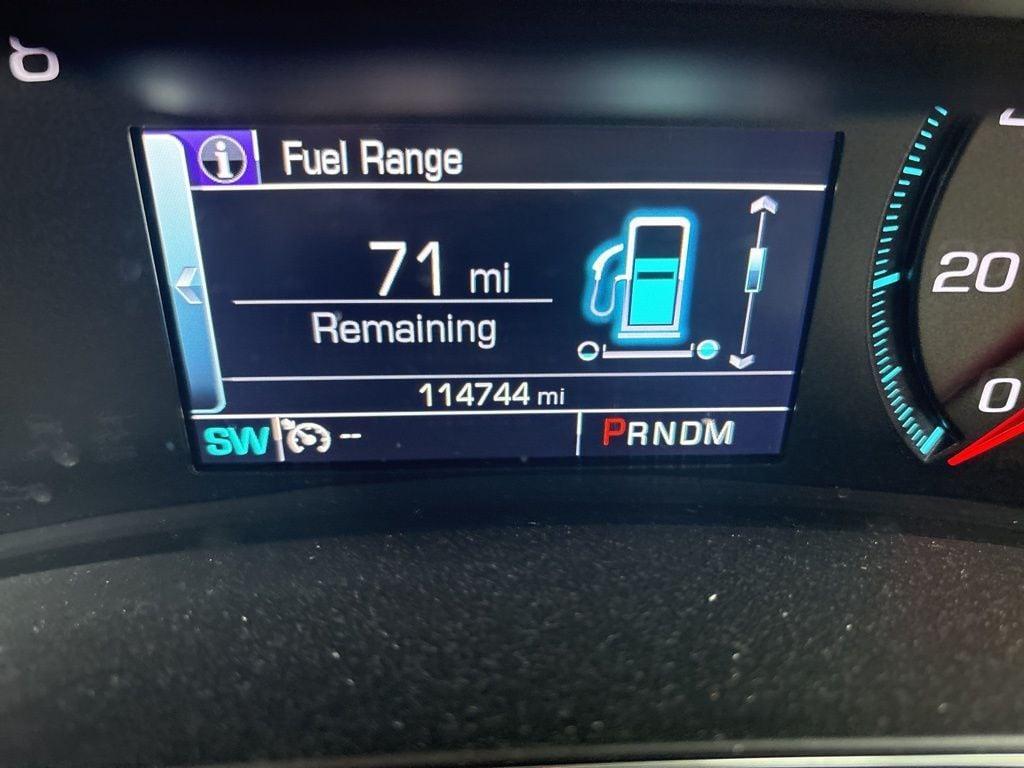 Fuel Range
71 mi
Remaining
114744 mi
SW --
PRNDM
20
0